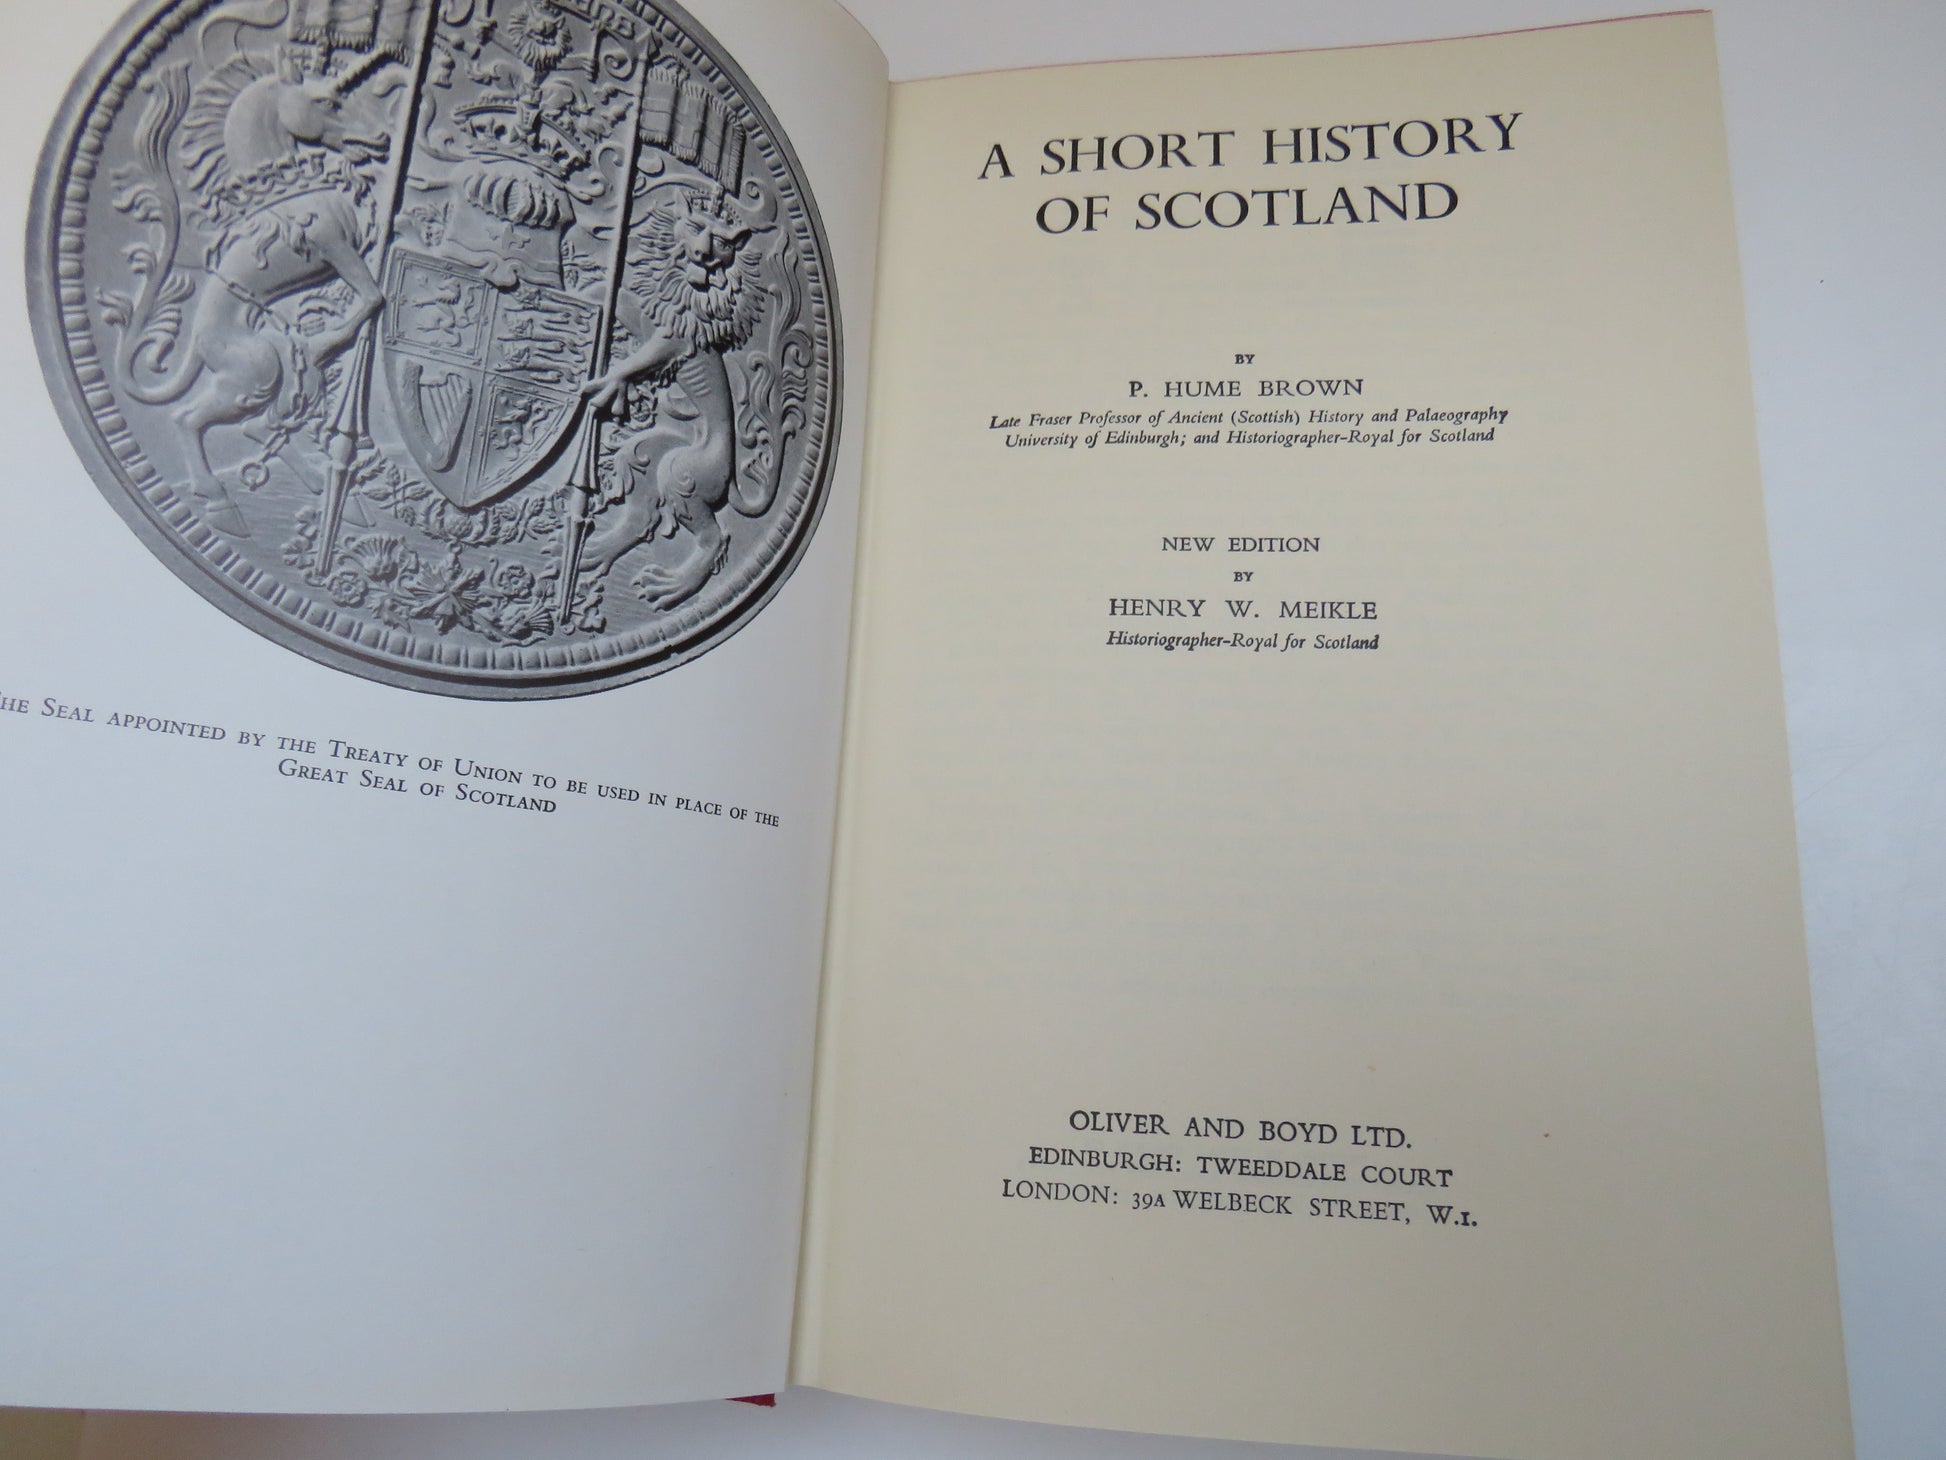 HE SEAL APPOINTED BY THE TREATY OF UNION TO BE USED IN PLACE OF THE
GREAT SEAL OF SCOTLAND
A SHORT HISTORY
OF SCOTLAND
BY
P. HUME BROWN
Late Fraser Professor of Ancient (Scottish) History and Palaeography
University of Edinburgh; and Historiographer-Royal for Scotland
NEW EDITION
BY
HENRY W. MEIKLE
Historiographer-Royal for Scotland
OLIVER AND BOYD LTD.
EDINBURGH: TWEEDDALE COURT
LONDON: 39A WELBECK STREET, W.1.